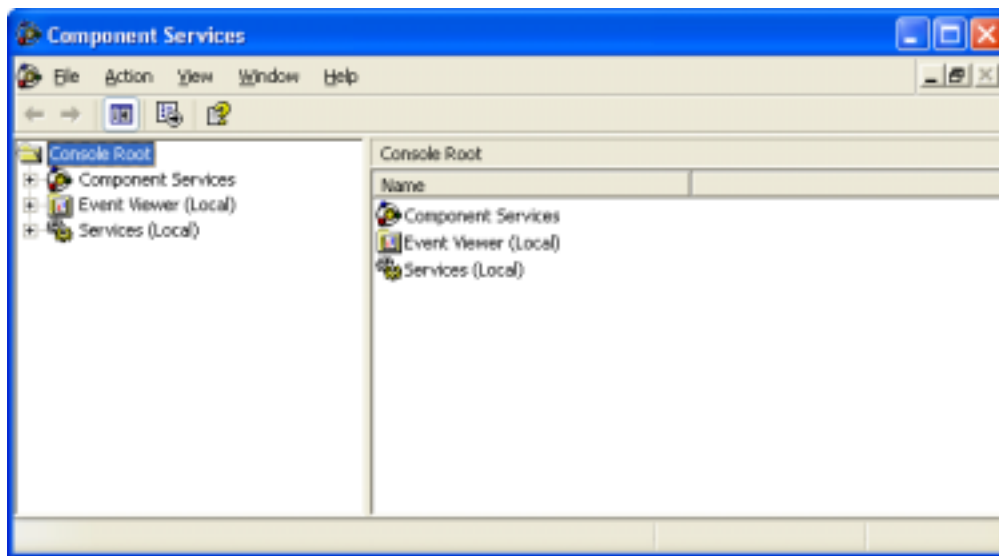 Component Services
File Action View Window Help
Console Root
Component Services
Event Viewer (Local)
Services (Local)
Console Root
Name
Component Services
Event Viewer (Local)
Services (Local)